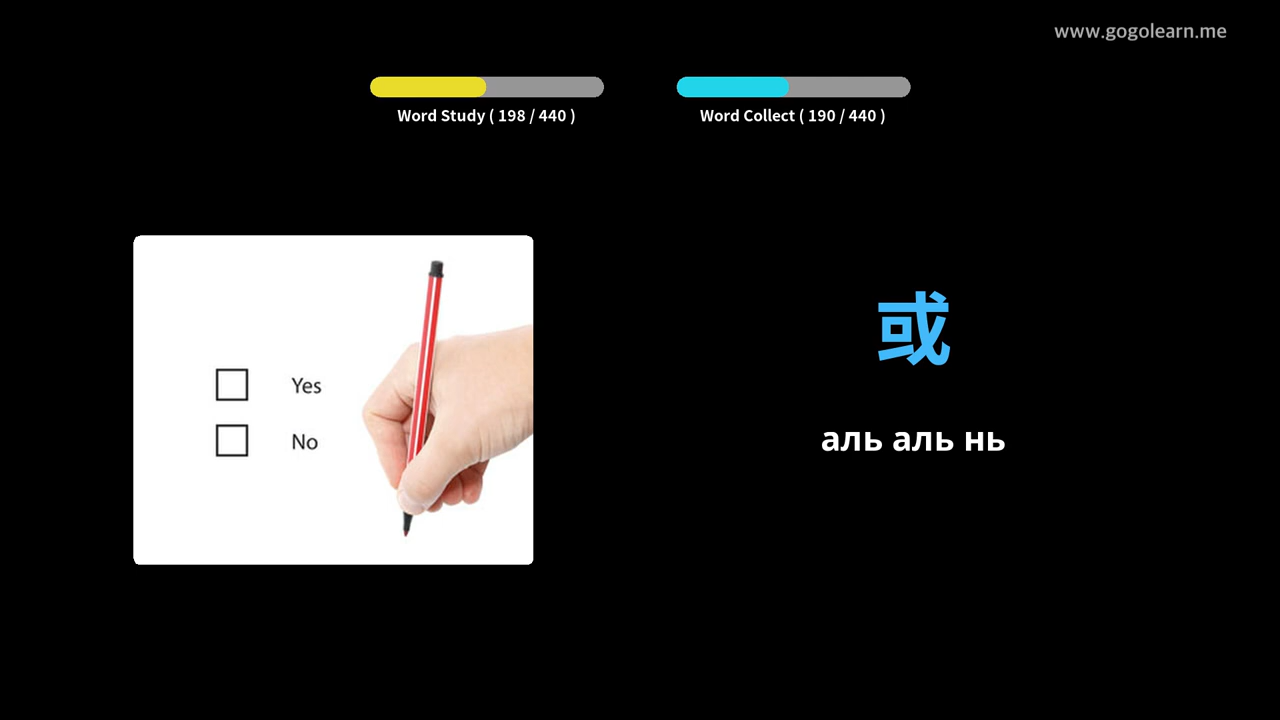 www.gogolearn.me
Word Study ( 198 / 440 )
Word Collect ( 190 / 440 )
Yes
No
或
аль аль нь